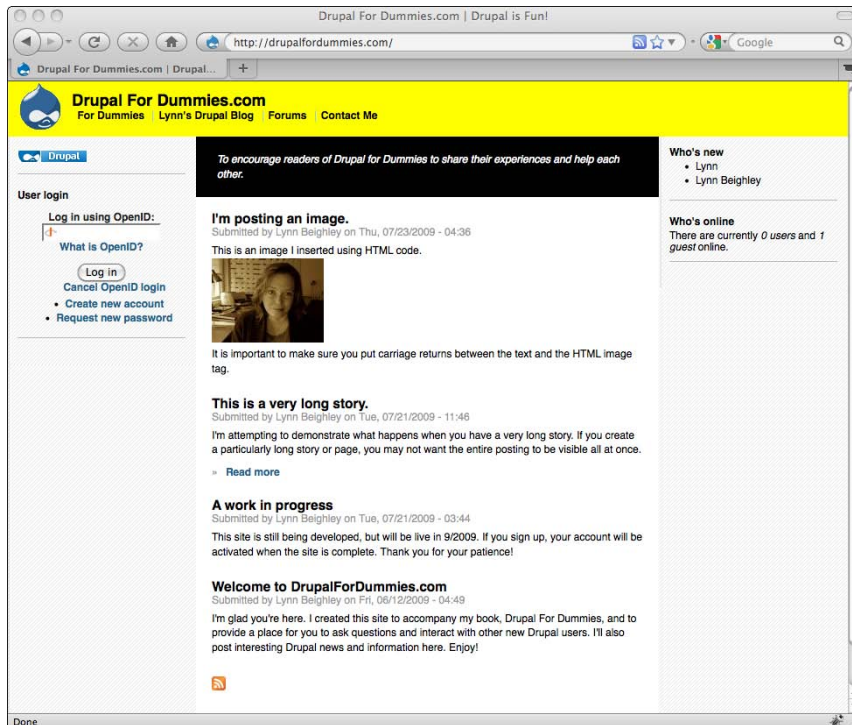 Drupal For Dummies.com | Drupal is Fun!
http://drupalfordummies.com/
Google
Drupal For Dummies.com | Drupal...
Drupal For Dummies.com
For Dummies
Lynn's Drupal Blog
Forums
Contact Me
Drupal
User login
Log in using OpenID:
What is OpenID?
Log in
Cancel OpenID login
• Create new account
• Request new password
To encourage readers of Drupal for Dummies to share their experiences and help each
other.
I'm posting an image.
Submitted by Lynn Beighley on Thu, 07/23/2009 - 04:36
This is an image I inserted using HTML code.
It is important to make sure you put carriage returns between the text and the HTML image
tag.
This is a very long story.
Submitted by Lynn Beighley on Tue, 07/21/2009 - 11:46
I'm attempting to demonstrate what happens when you have a very long story. If you create
a particularly long story or page, you may not want the entire posting to be visible all at once.
» Read more
A work in progress
Submitted by Lynn Beighley on Tue, 07/21/2009 - 03:44
This site is still being developed, but will be live in 9/2009. If you sign up, your account will be
activated when the site is complete. Thank you for your patience!
Welcome to DrupalForDummies.com
Submitted by Lynn Beighley on Fri, 06/12/2009 - 04:49
I'm glad you're here. I created this site to accompany my book, Drupal For Dummies, and to
provide a place for you to ask questions and interact with other new Drupal users. I'll also
post interesting Drupal news and information here. Enjoy!
Who's new
• Lynn
• Lynn Beighley
Who's online
There are currently 0 users and 1
guest online.
Done